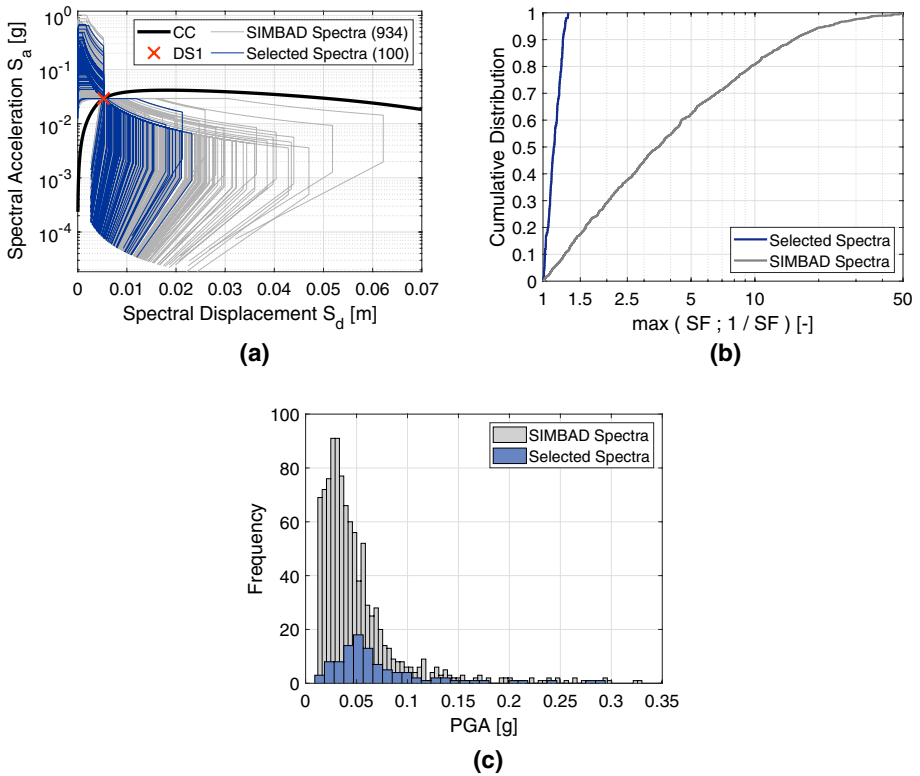 10^0
10^-1
10^-2
10^-3
10^-4
Spectral Acceleration S_a [g]
CC
SIMBAD Spectra (934)
DS1
Selected Spectra (100)
0 0.01 0.02 0.03 0.04 0.05 0.06 0.07
Spectral Displacement S_d [m]
(a)
1
0.9
0.8
0.7
0.6
0.5
0.4
0.3
0.2
0.1
0
Cumulative Distribution
Selected Spectra
SIMBAD Spectra
1 1.5 2.5 5 10 50
max ( SF ; 1 / SF ) [-]
(b)
100
80
60
40
20
0
Frequency
SIMBAD Spectra
Selected Spectra
0 0.05 0.1 0.15 0.2 0.25 0.3 0.35
PGA [g]
(c)